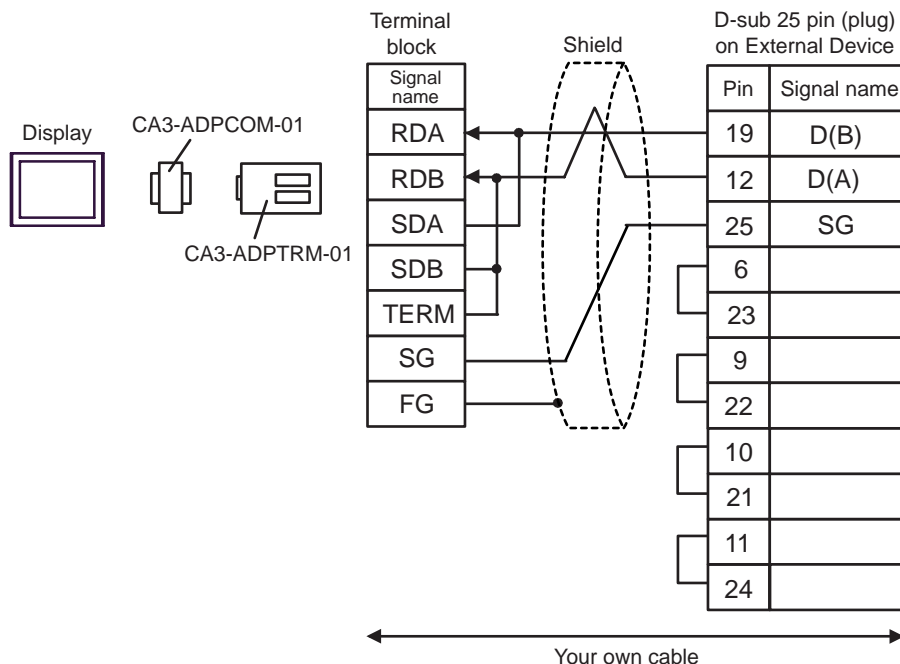 Display
CA3-ADPCOM-01
CA3-ADPTRM-01
Terminal
block
Signal
name
RDA
RDB
SDA
SDB
TERM
SG
FG
Shield
D-sub 25 pin (plug)
on External Device
Pin Signal name
19 D(B)
12 D(A)
25 SG
6
23
9
22
10
21
11
24
Your own cable